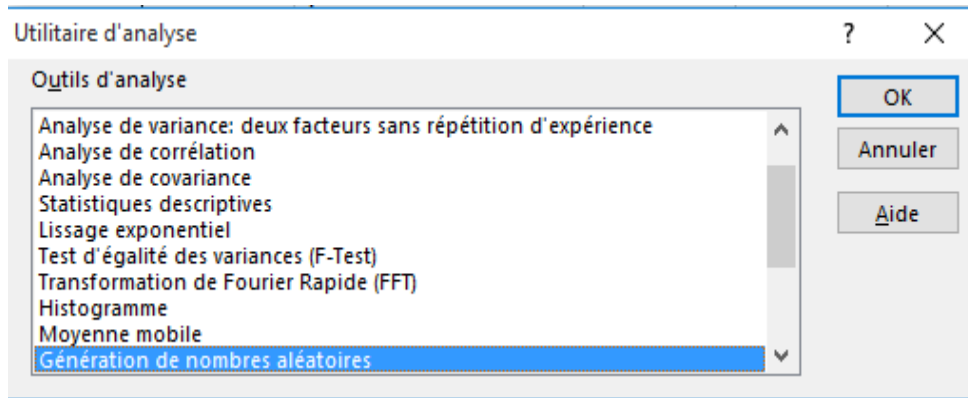 Utilitaire d'analyse ? ×
Outils d'analyse
OK
Analyse de variance: deux facteurs sans répétition d'expérience
Annuler
Analyse de corrélation
Analyse de covariance
Statistiques descriptives
Aide
Lissage exponentiel
Test d'égalité des variances (F-Test)
Transformation de Fourier Rapide (FFT)
Histogramme
Moyenne mobile
Génération de nombres aléatoires